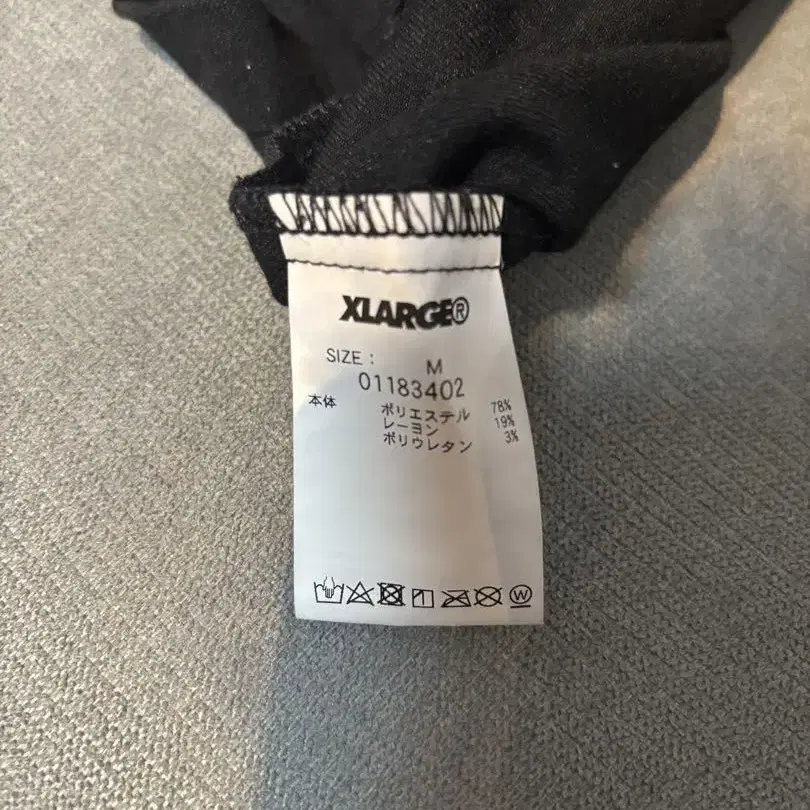 XLARGE®
SIZE : M
01183402
本体 ポリエステル 78%
レーヨン 19%
ポリウレタン 3%
W